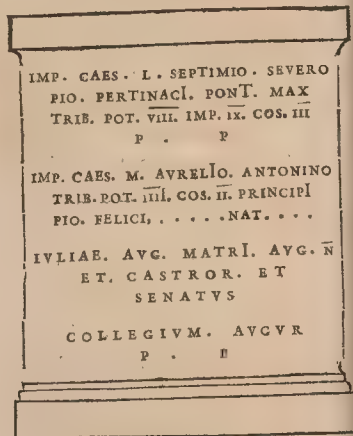 IMP. CAES. L. SEPTIMIO. SEVERO
PIO. PERTINACI. PONT. MAX
TRIB. POT. VIII. IMP. IX. COS. III
P . P
IMP. CAES. M. AVRELIO. ANTONINO
TRIB. POT. IIII. COS. II. PRINCIPI
PIO. FELICI, . . . . . NAT. . . .
IVLIAE. AVG. MATRI. AVG. N̄
ET. CASTROR. ET
SENATVS
COLLEGIVM. AVGVR
P .